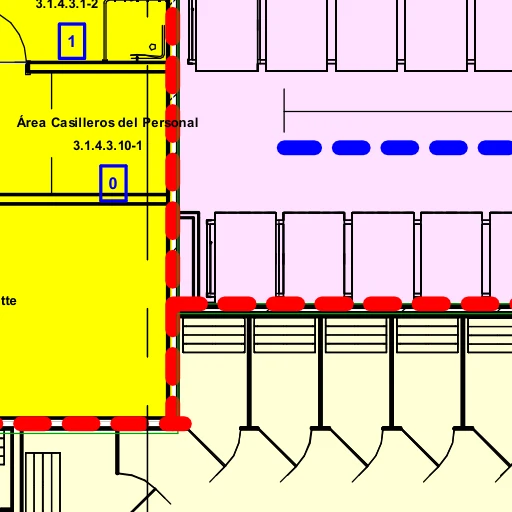 3.1.4.3.1-2
1
Área Casilleros del Personal
3.1.4.3.10-1
0
tte